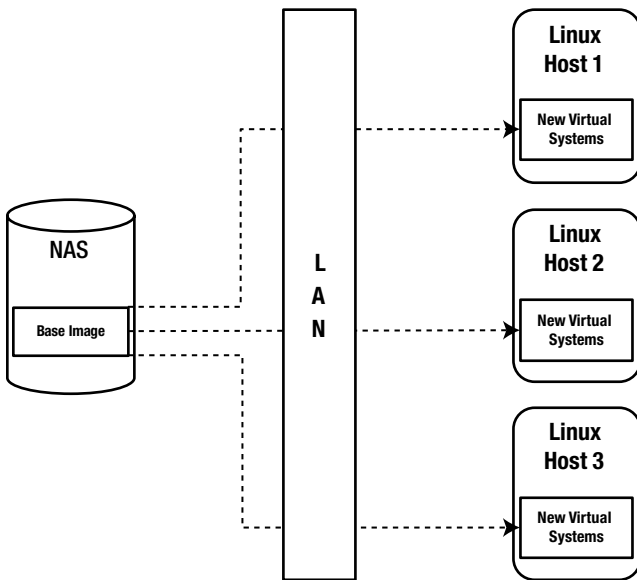 NAS
Base Image
L
A
N
Linux
Host 1
New Virtual
Systems
Linux
Host 2
New Virtual
Systems
Linux
Host 3
New Virtual
Systems